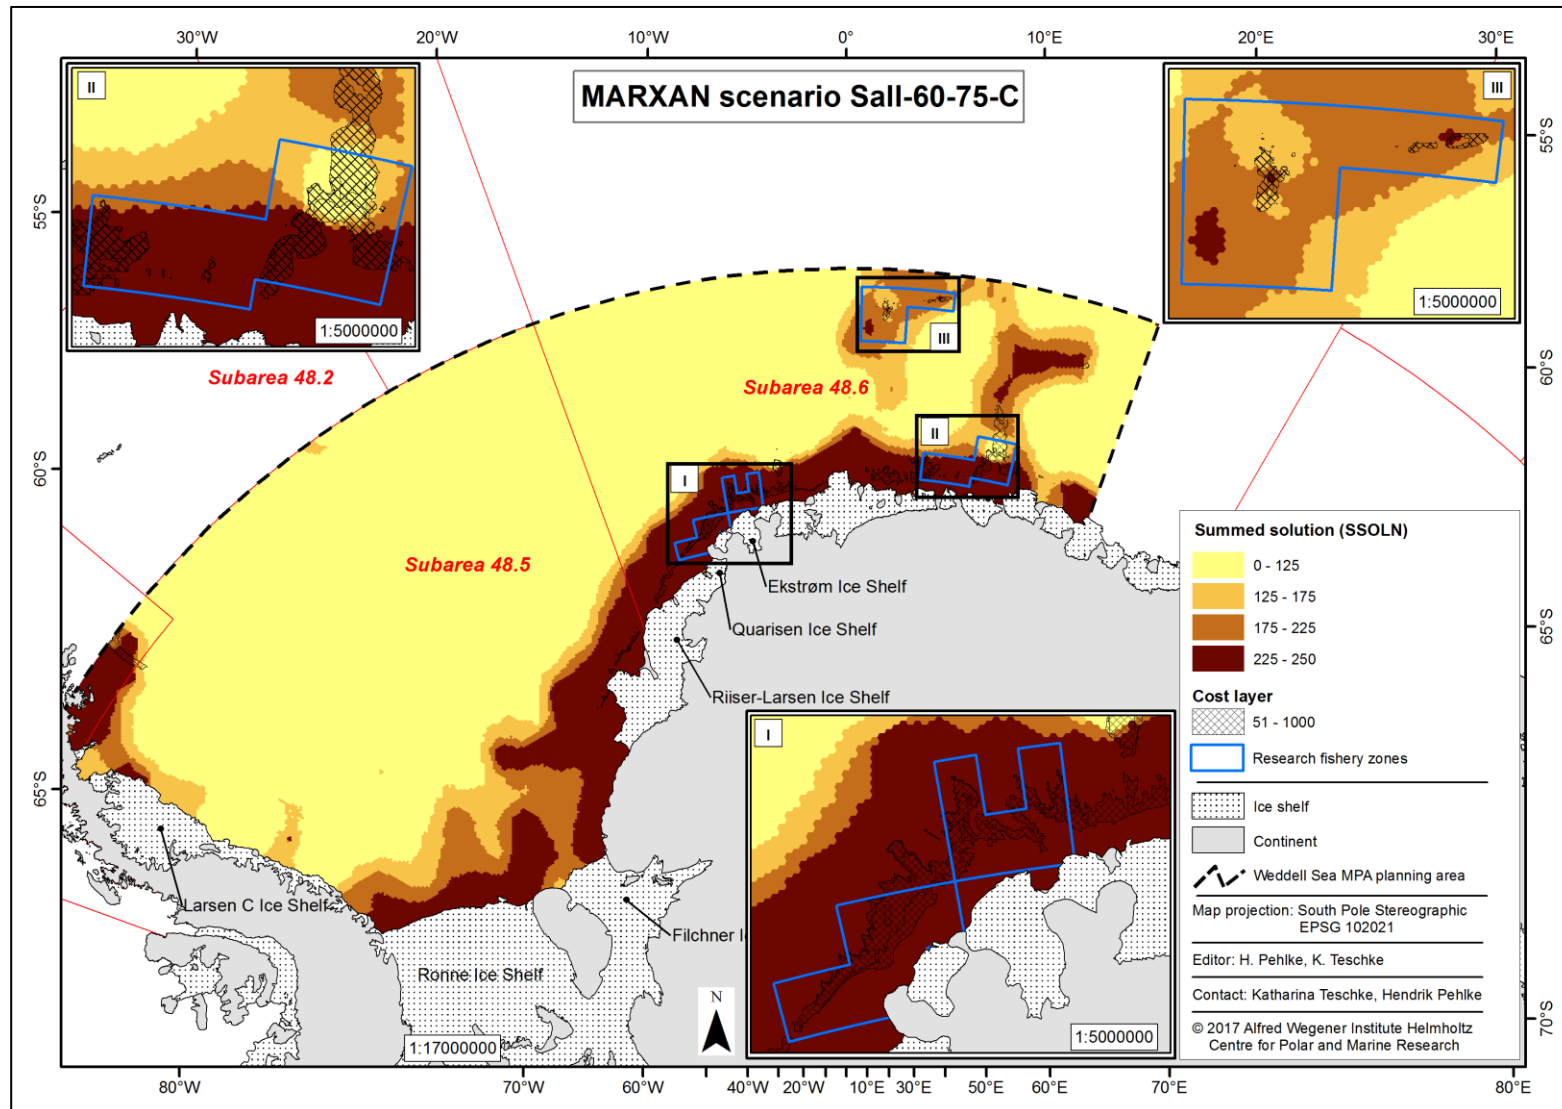 30°W 20°W 10°W 0° 10°E 20°E 30°E
MARXAN scenario Sall-60-75-C
II
1:5000000
III
1:5000000
55°S
60°S
65°S
55°S
60°S
65°S
70°S
Subarea 48.2
Subarea 48.6
Subarea 48.5
III
II
I
Ekstrøm Ice Shelf
Quarisen Ice Shelf
Riiser-Larsen Ice Shelf
Larsen C Ice Shelf
Filchner I
Ronne Ice Shelf
N
1:17000000
I
1:5000000
Summed solution (SSOLN)
0 - 125
125 - 175
175 - 225
225 - 250
Cost layer
51 - 1000
Research fishery zones
Ice shelf
Continent
Weddell Sea MPA planning area
Map projection: South Pole Stereographic
EPSG 102021
Editor: H. Pehlke, K. Teschke
Contact: Katharina Teschke, Hendrik Pehlke
© 2017 Alfred Wegener Institute Helmholtz
Centre for Polar and Marine Research
80°W 70°W 60°W 40°W 20°W 10°E 30°E 50°E 60°E 70°E 80°E